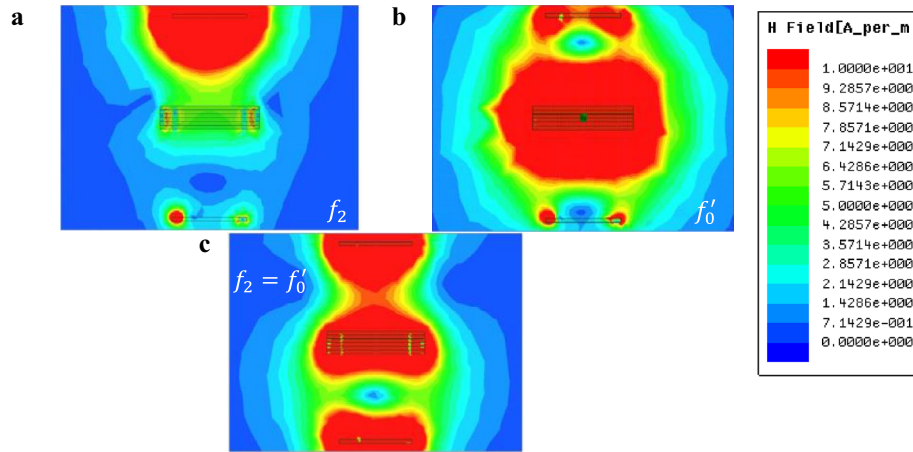 a
f₂
b
f₀′
c
f₂ = f₀′
H Field[A_per_m
1.0000e+001
9.2857e+000
8.5714e+000
7.8571e+000
7.1429e+000
6.4286e+000
5.7143e+000
5.0000e+000
4.2857e+000
3.5714e+000
2.8571e+000
2.1429e+000
1.4286e+000
7.1429e-001
0.0000e+000